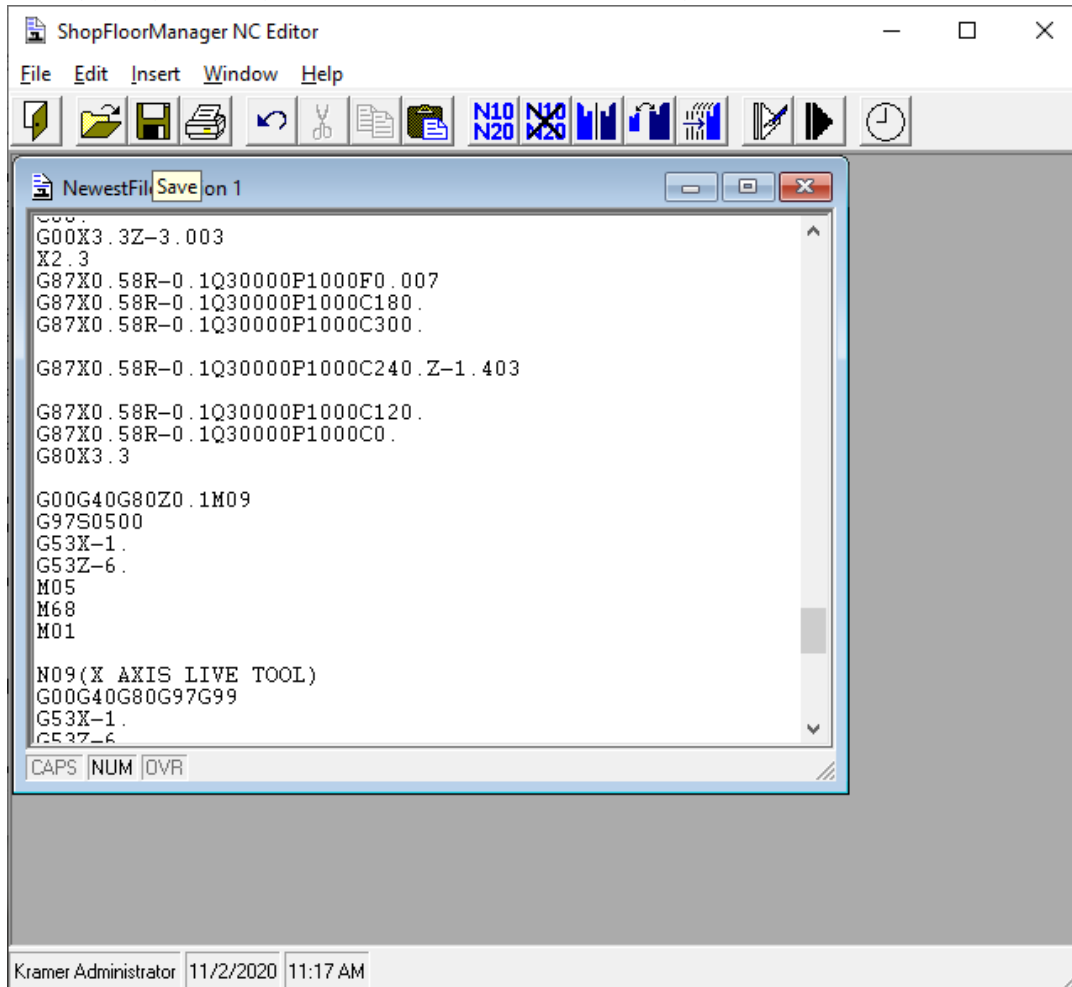 ShopFloorManager NC Editor
File Edit Insert Window Help
N10 N10
N20 N20
NewestFil Save on 1
G00X3.3Z-3.003
X2.3
G87X0.58R-0.1Q30000P1000F0.007
G87X0.58R-0.1Q30000P1000C180.
G87X0.58R-0.1Q30000P1000C300.
G87X0.58R-0.1Q30000P1000C240.Z-1.403
G87X0.58R-0.1Q30000P1000C120.
G87X0.58R-0.1Q30000P1000C0.
G80X3.3
G00G40G80Z0.1M09
G97S0500
G53X-1.
G53Z-6.
M05
M68
M01
N09(X AXIS LIVE TOOL)
G00G40G80G97G99
G53X-1.
G53Z-6
CAPS NUM OVR
Kramer Administrator 11/2/2020 11:17 AM